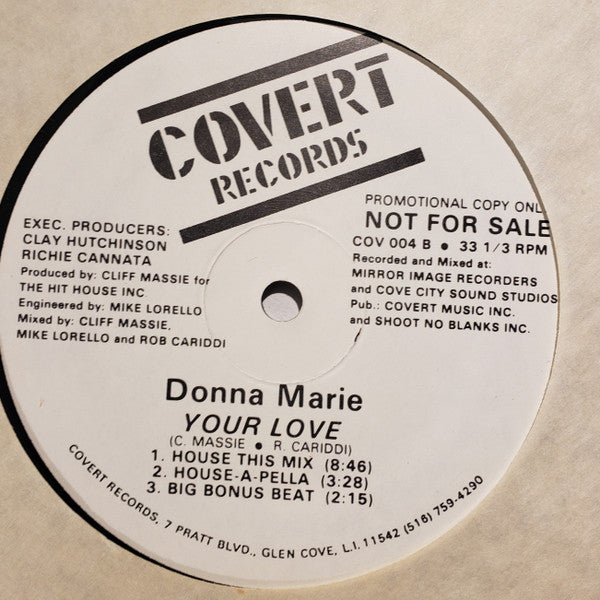 COVERT
RECORDS
EXEC. PRODUCERS:
CLAY HUTCHINSON
RICHIE CANNATA
Produced by: CLIFF MASSIE for
THE HIT HOUSE INC.
Engineered by: MIKE LORELLO
Mixed by: CLIFF MASSIE,
MIKE LORELLO and ROB CARIDDI
PROMOTIONAL COPY ONL
NOT FOR SALE
COV 004 B • 33 1/3 RPM
Recorded and Mixed at:
MIRROR IMAGE RECORDERS
and COVE CITY SOUND STUDIOS
Pub.: COVERT MUSIC INC.
and SHOOT NO BLANKS INC.
Donna Marie
YOUR LOVE
(C. MASSIE • R. CARIDDI)
1. HOUSE THIS MIX (8:46)
2. HOUSE-A-PELLA (3:28)
3. BIG BONUS BEAT (2:15)
COVERT RECORDS, 7 PRATT BLVD., GLEN COVE, L.I. 11542 (516) 759-4290